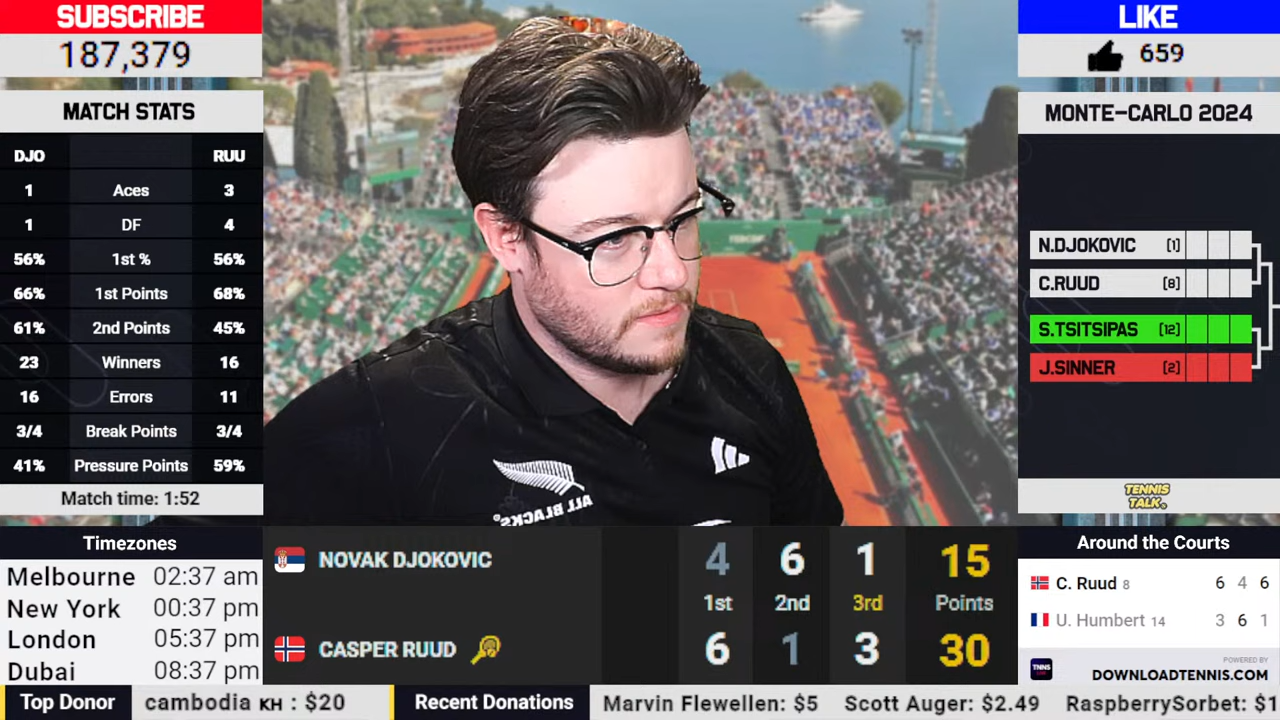 SUBSCRIBE
187,379
MATCH STATS
DJO RUU
1 Aces 3
1 DF 4
56% 1st % 56%
66% 1st Points 68%
61% 2nd Points 45%
23 Winners 16
16 Errors 11
3/4 Break Points 3/4
41% Pressure Points 59%
Match time: 1:52
Timezones
Melbourne 02:37 am
New York 00:37 pm
London 05:37 pm
Dubai 08:37 pm
ALL BLACKS®
NOVAK DJOKOVIC 4 6 1 15
1st 2nd 3rd Points
CASPER RUUD 6 1 3 30
LIKE
659
MONTE-CARLO 2024
N.DJOKOVIC [1]
C.RUUD [8]
S.TSITSIPAS [12]
J.SINNER [2]
TENNIS
TALK.
Around the Courts
C. Ruud 8 6 4 6
U. Humbert 14 3 6 1
TNNS
POWERED BY
DOWNLOADTENNIS.COM
Top Donor cambodia KH : $20 Recent Donations Marvin Flewellen: $5 Scott Auger: $2.49 RaspberrySorbet: $1